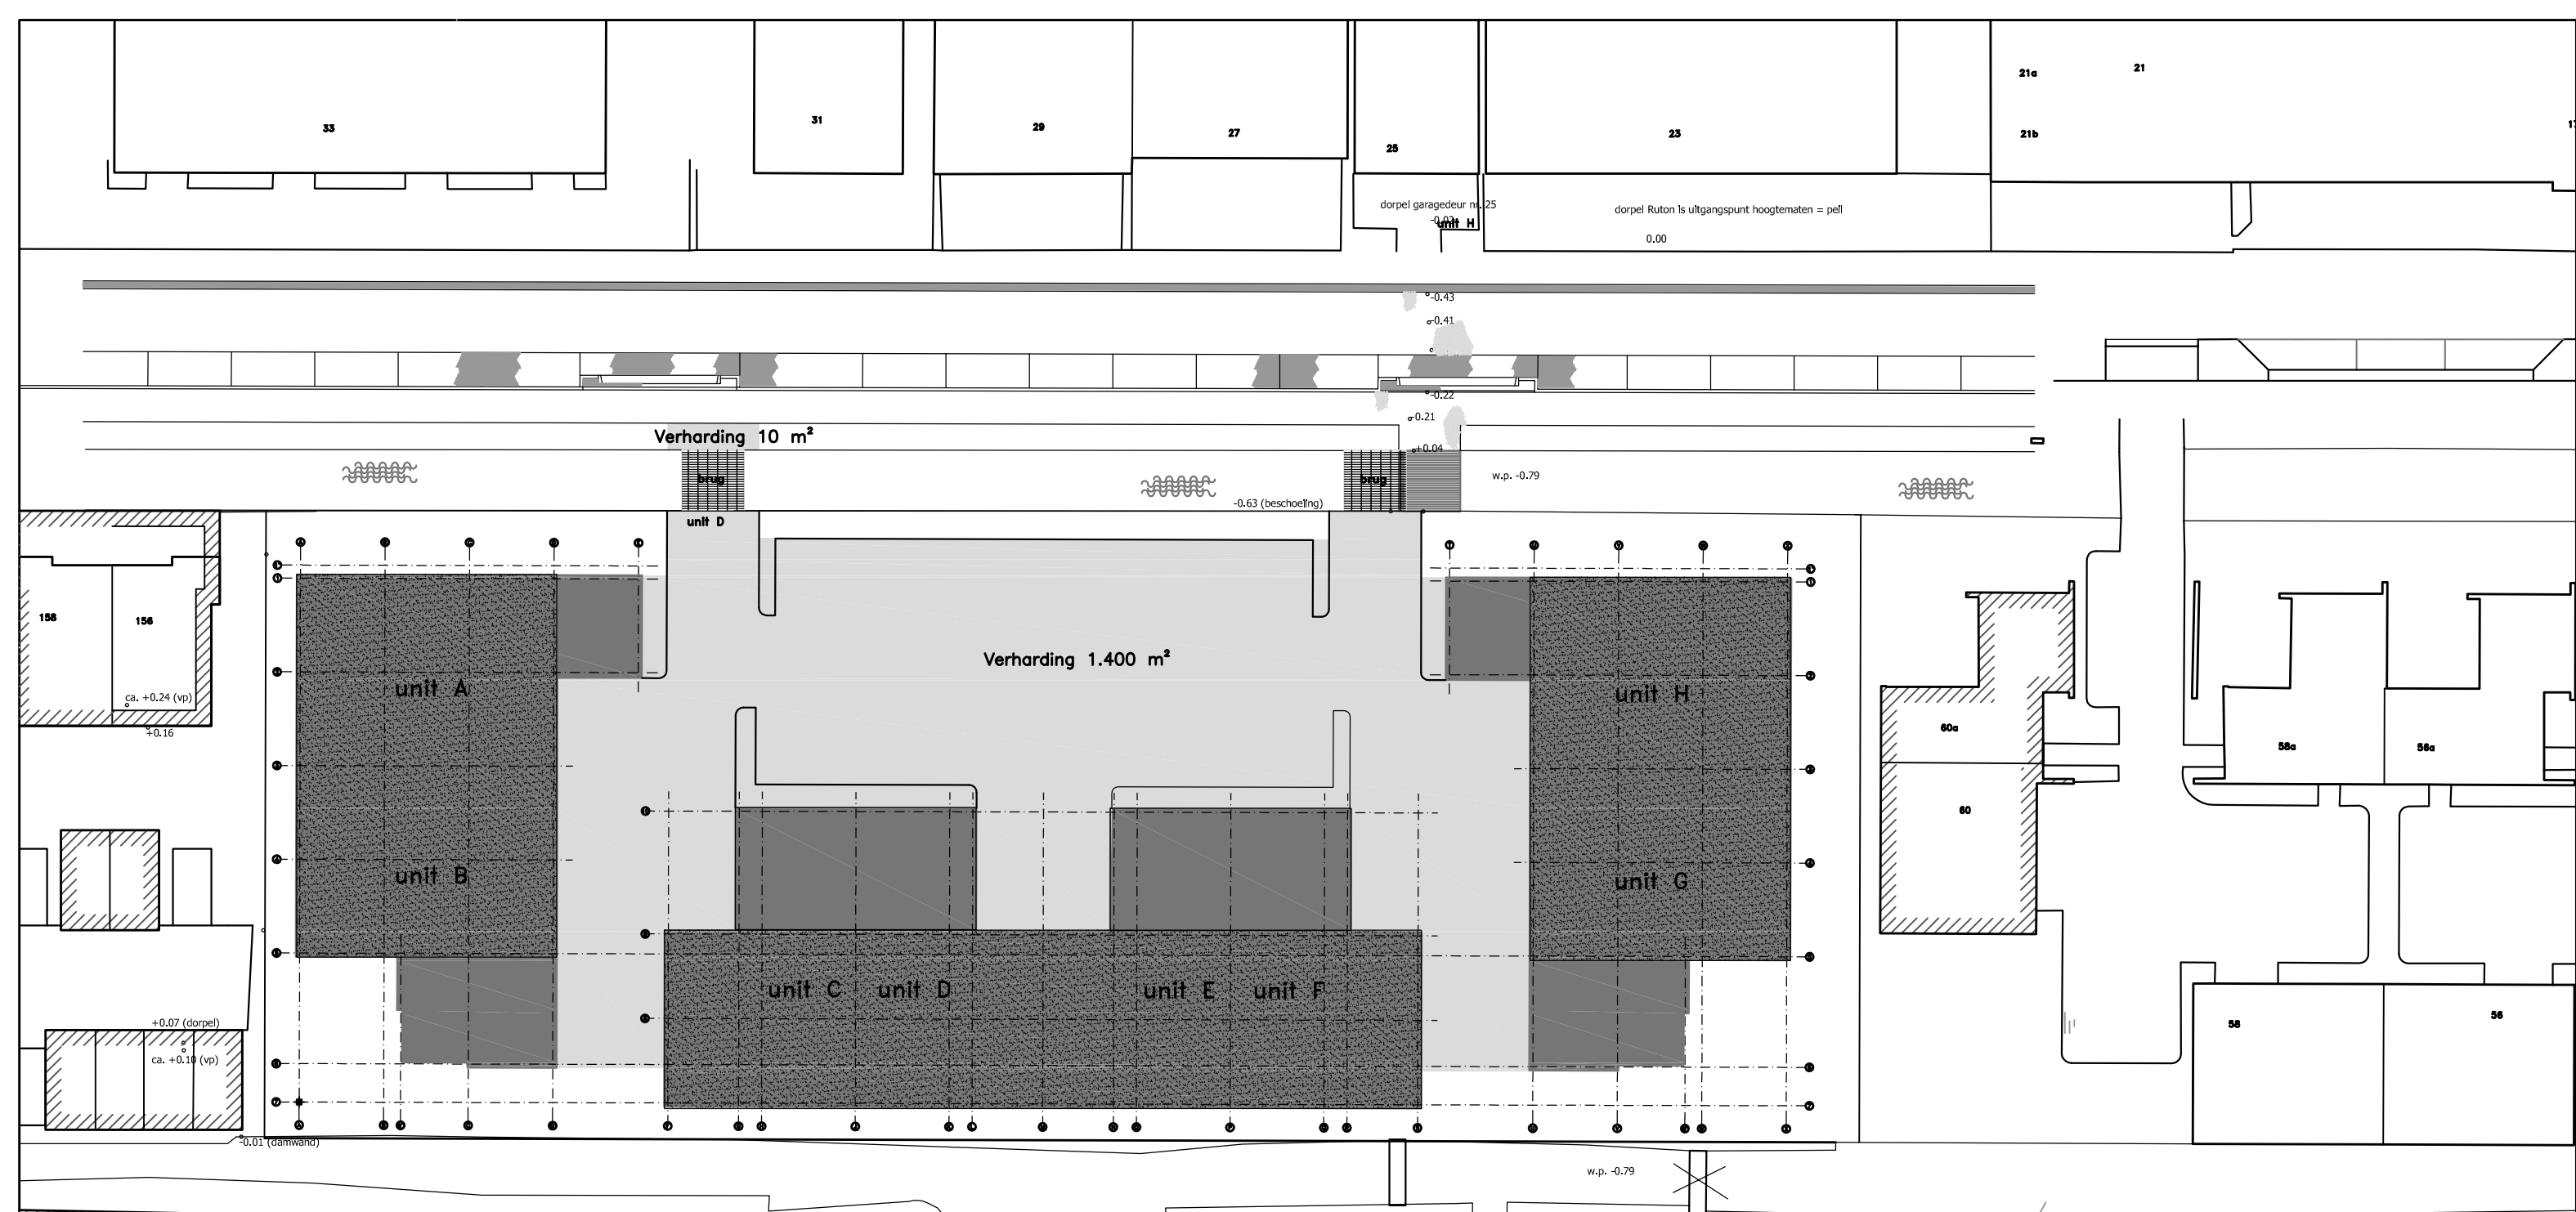 33
31
29
27
25
23
21a
21
21b
dorpel garagedeur nr. 25
unit H
dorpel Ruton is uitgangspunt hoogtematen = peil
0.00
-0.43
-0.41
-0.22
-0.21
Verharding 10 m²
+0.04
brug
brug
w.p. -0.79
-0.63 (beschoeiing)
unit D
158
156
Verharding 1.400 m²
unit A
unit H
ca. +0.24 (vp)
+0.16
60a
58a
56a
60
unit B
unit G
unit C
unit D
unit E
unit F
+0.07 (dorpel)
ca. +0.10 (vp)
58
56
-0.01 (damwand)
w.p. -0.79